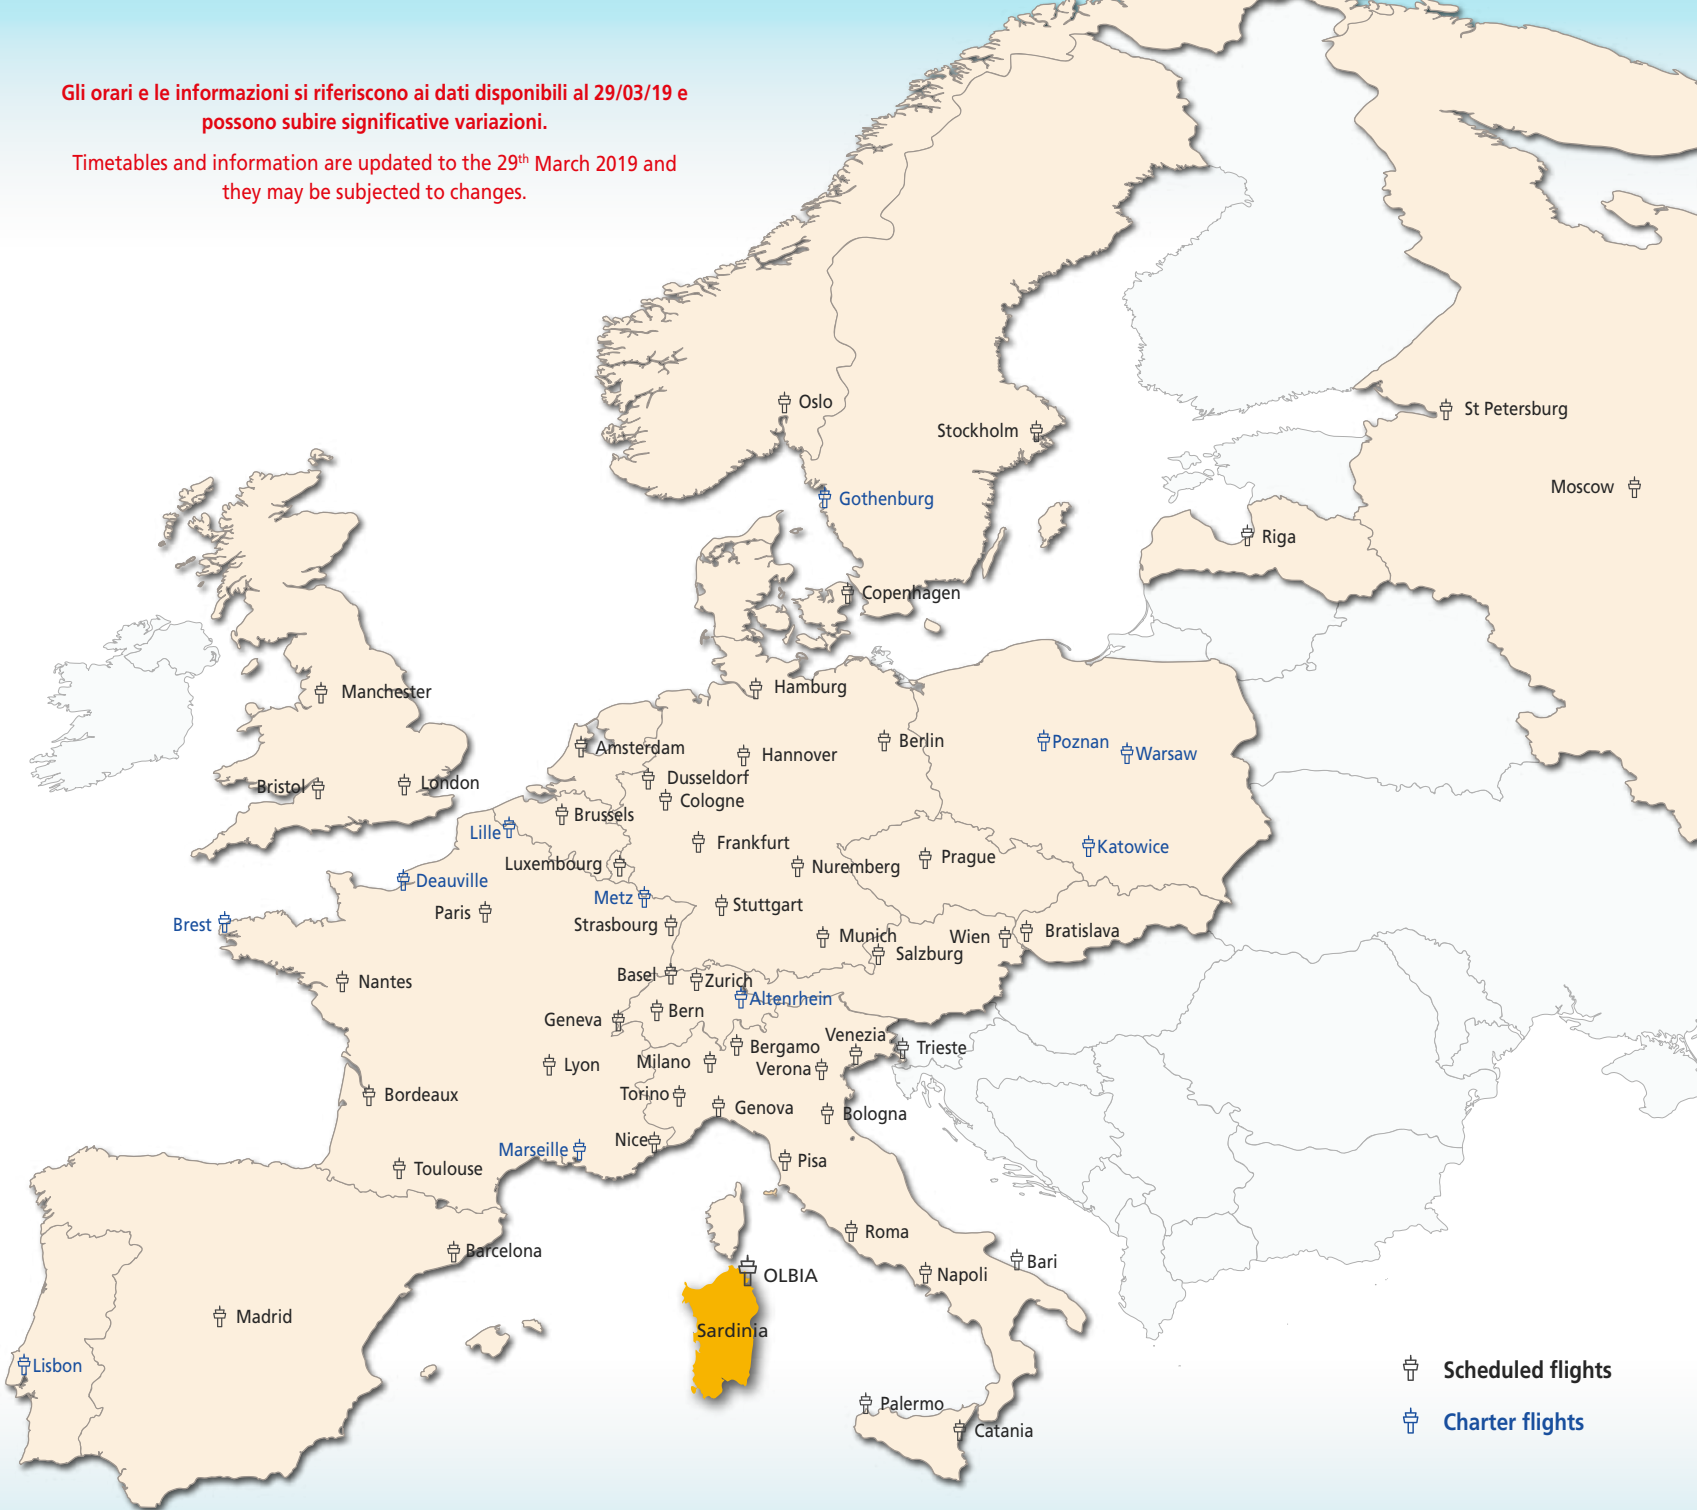 Gli orari e le informazioni si riferiscono ai dati disponibili al 29/03/19 e
possono subire significative variazioni.
Timetables and information are updated to the 29th March 2019 and
they may be subjected to changes.
Oslo
Stockholm
St Petersburg
Moscow
Gothenburg
Riga
Copenhagen
Manchester
Hamburg
Amsterdam
Hannover
Berlin
Poznan
Warsaw
Bristol
London
Dusseldorf
Cologne
Brussels
Lille
Frankfurt
Katowice
Luxembourg
Nuremberg
Prague
Deauville
Metz
Stuttgart
Paris
Brest
Strasbourg
Munich
Wien
Bratislava
Salzburg
Nantes
Basel
Zurich
Altenrhein
Bern
Geneva
Venezia
Trieste
Bergamo
Milano
Verona
Lyon
Torino
Bordeaux
Genova
Bologna
Nice
Marseille
Pisa
Toulouse
Roma
Barcelona
Bari
OLBIA
Napoli
Madrid
Sardinia
Lisbon
Scheduled flights
Palermo
Charter flights
Catania